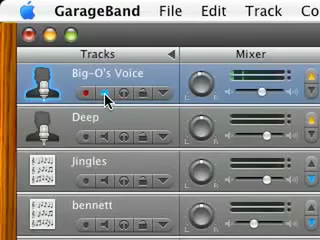 GarageBand File Edit Track Co
Tracks Mixer
Big-O's Voice
L R
Deep
L R
Jingles
L R
bennett
L R